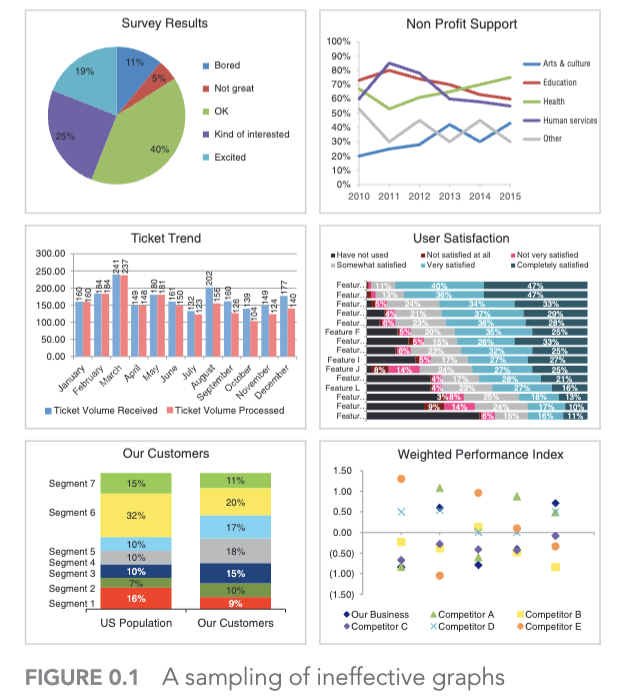 Survey Results
11%
5%
40%
25%
19%
Bored
Not great
OK
Kind of interested
Excited
Non Profit Support
100%
90%
80%
70%
60%
50%
40%
30%
20%
10%
0%
2010 2011 2012 2013 2014 2015
Arts & culture
Education
Health
Human services
Other
Ticket Trend
300.00
250.00
200.00
150.00
100.00
50.00
0.00
160 160 184 184 241 237 149 148 180 181 161 150 132 123 202 156 160 126 139 104 149 124 177 140
January February March April May June July August September October November December
Ticket Volume Received Ticket Volume Processed
User Satisfaction
Have not used Not satisfied at all Not very satisfied
Somewhat satisfied Very satisfied Completely satisfied
Featur.. 11% 40% 47%
Featur.. 36% 47%
Featur.. 24% 34% 33%
Featur.. 4% 21% 37% 29%
Featur.. 6% 23% 36% 28%
Feature F 20% 35% 25%
Featur.. 5% 15% 26% 33%
Featur.. 6% 32% 25%
Feature I 5% 17% 27% 27%
Feature J 8% 14% 24% 27% 25%
Featur.. 4% 17% 28% 21%
Feature L 4% 23% 27% 16%
Featur.. 3% 8% 25% 18% 13%
Featur.. 9% 14% 24% 17% 10%
Featur.. 6% 15% 16% 11%
Our Customers
Segment 7 15% 11%
Segment 6 32% 20%
Segment 5 10% 17%
Segment 4 10% 18%
Segment 3 10% 15%
Segment 2 7% 10%
Segment 1 16% 9%
US Population Our Customers
Weighted Performance Index
1.50
1.00
0.50
0.00
(0.50)
(1.00)
(1.50)
Our Business Competitor A Competitor B
Competitor C Competitor D Competitor E
FIGURE 0.1 A sampling of ineffective graphs